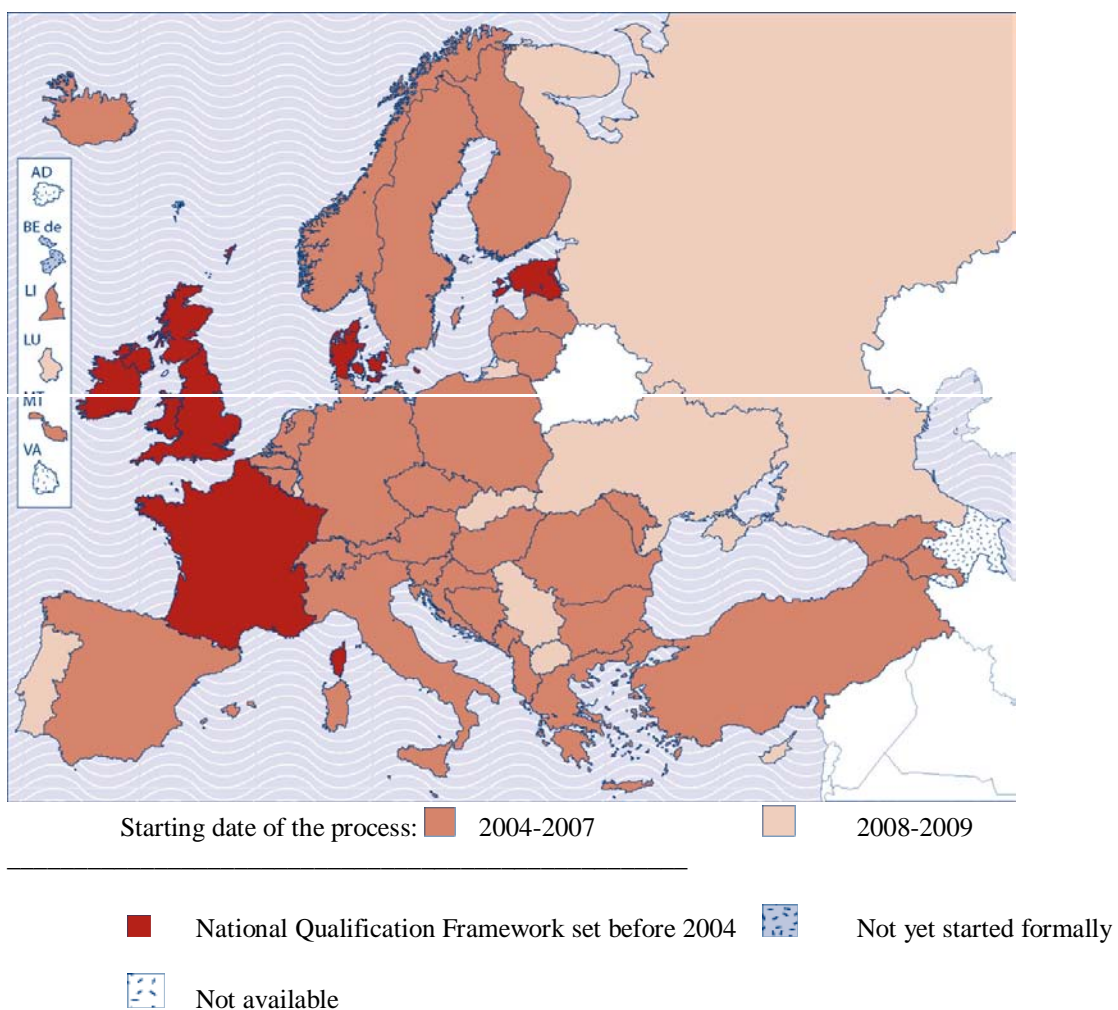 AD
BE de
LI
LU
MT
VA
Starting date of the process: 2004-2007 2008-2009
National Qualification Framework set before 2004 Not yet started formally
Not available